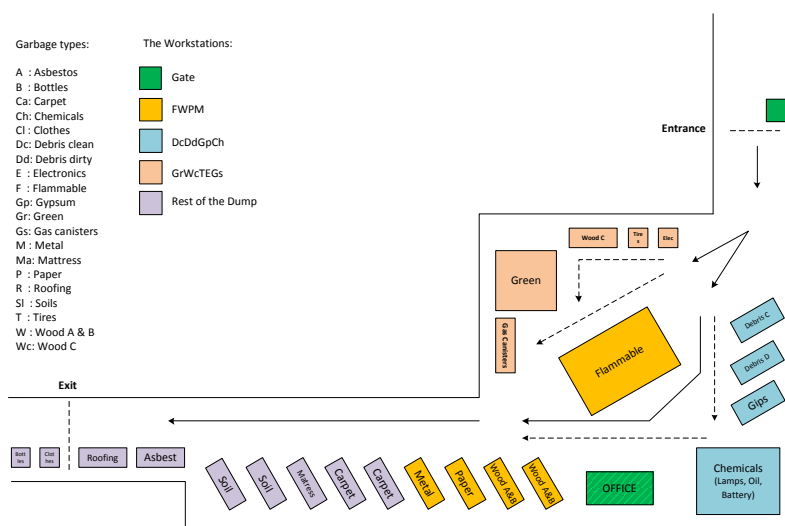 Garbage types:
A : Asbestos
B : Bottles
Ca: Carpet
Ch: Chemicals
Cl : Clothes
Dc: Debris clean
Dd: Debris dirty
E : Electronics
F : Flammable
Gp: Gypsum
Gr: Green
Gs: Gas canisters
M : Metal
Ma: Mattress
P : Paper
R : Roofing
Sl : Soils
T : Tires
W : Wood A & B
Wc: Wood C
The Workstations:
Gate
FWPM
DcDdGpCh
GrWcTEGs
Rest of the Dump
Entrance
Wood C
Tire
s
Elec
Green
Gas Canisters
Flammable
Debris C
Debris D
Gips
Exit
Bott
les
Clot
hes
Roofing
Asbest
Soil
Soil
Matress
Carpet
Carpet
Metal
Paper
Wood A&B
Wood A&B
OFFICE
Chemicals
(Lamps, Oil,
Battery)